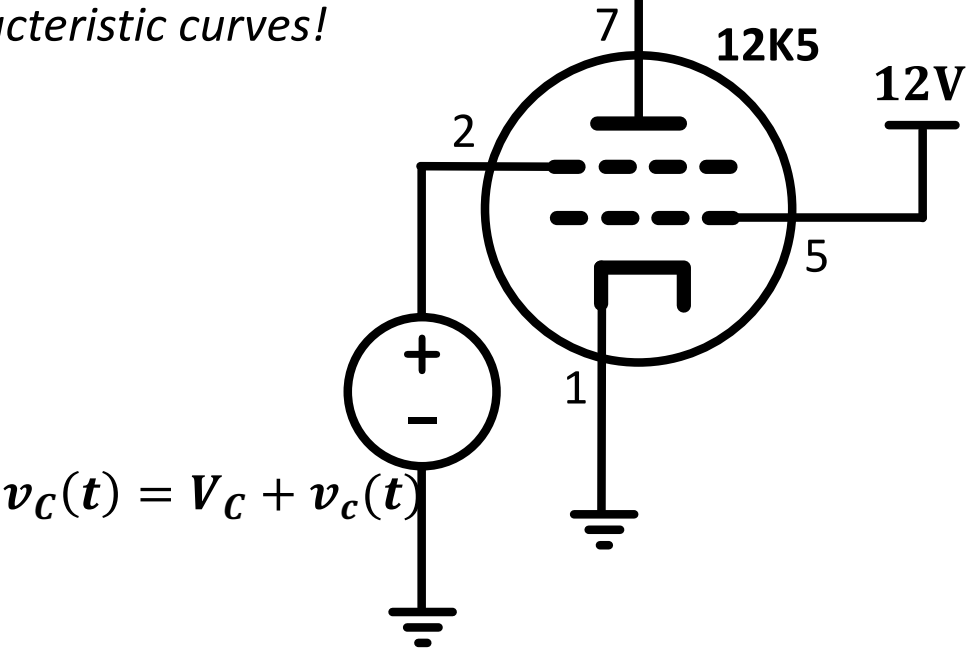 cteristic curves!
7
12K5
12V
2
5
+
−
1
v_C(t) = V_C + v_c(t)